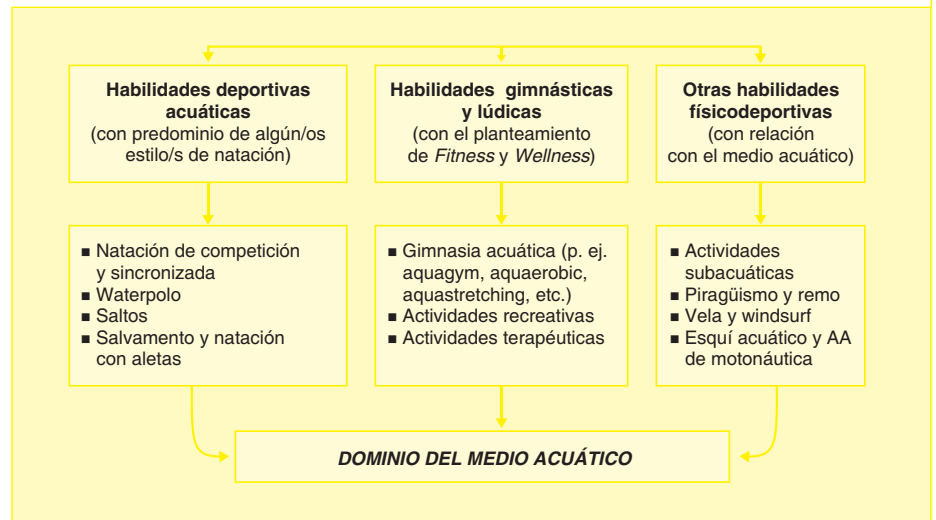 Habilidades deportivas
acuáticas
(con predominio de algún/os
estilo/s de natación)
Habilidades gimnásticas
y lúdicas
(con el planteamiento
de Fitness y Wellness)
Otras habilidades
físicodeportivas
(con relación
con el medio acuático)
■ Natación de competición
y sincronizada
■ Waterpolo
■ Saltos
■ Salvamento y natación
con aletas
■ Gimnasia acuática (p. ej.
aquagym, aquaerobic,
aquastretching, etc.)
■ Actividades recreativas
■ Actividades terapéuticas
■ Actividades
subacuáticas
■ Piragüismo y remo
■ Vela y windsurf
■ Esquí acuático y AA
de motonáutica
DOMINIO DEL MEDIO ACUÁTICO